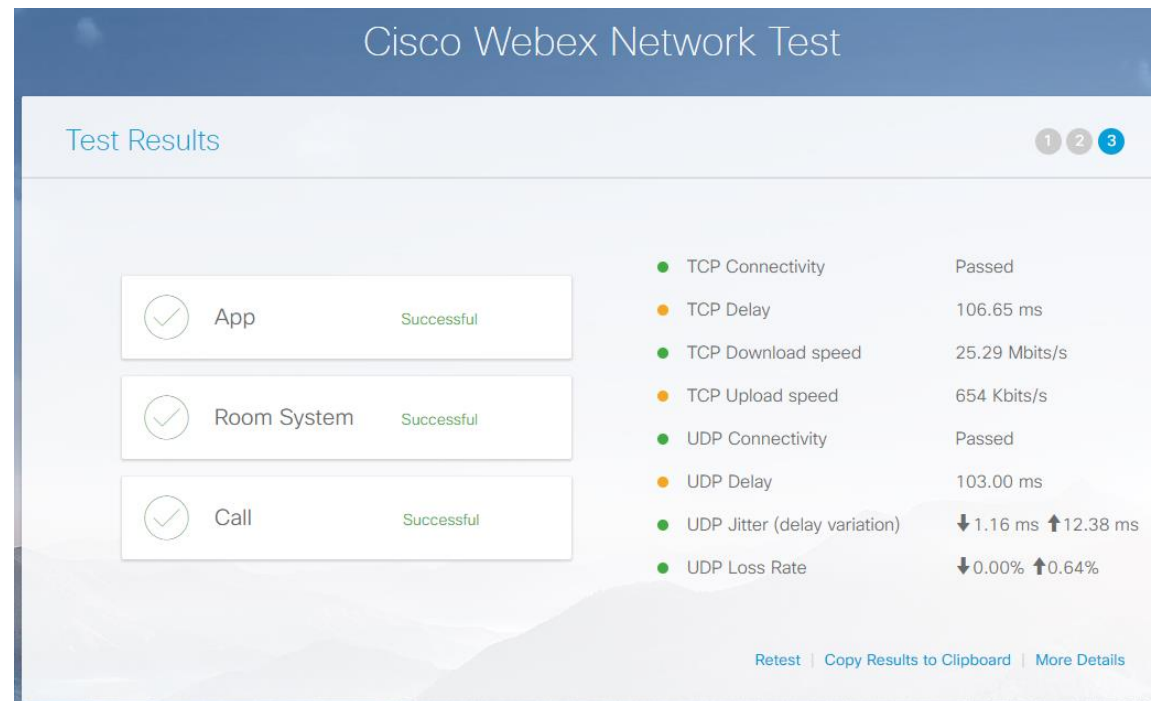 Cisco Webex Network Test
Test Results
1 2 3
App Successful
Room System Successful
Call Successful
TCP Connectivity Passed
TCP Delay 106.65 ms
TCP Download speed 25.29 Mbits/s
TCP Upload speed 654 Kbits/s
UDP Connectivity Passed
UDP Delay 103.00 ms
UDP Jitter (delay variation) ⬇1.16 ms ⬆12.38 ms
UDP Loss Rate ⬇0.00% ⬆0.64%
Retest | Copy Results to Clipboard | More Details